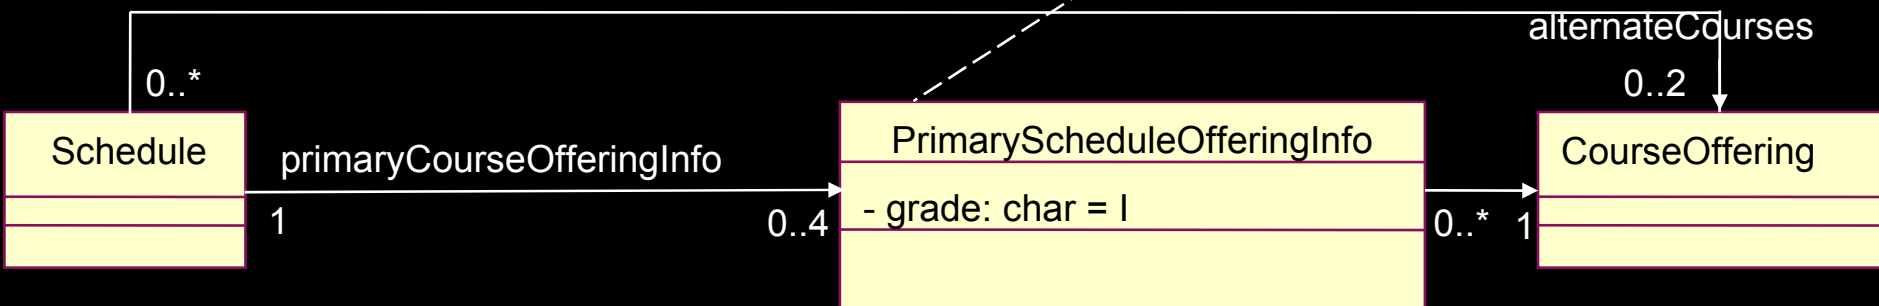 alternateCourses
0..*
0..2
Schedule
primaryCourseOfferingInfo
PrimaryScheduleOfferingInfo
CourseOffering
- grade: char = I
1
0..4
0..*
1